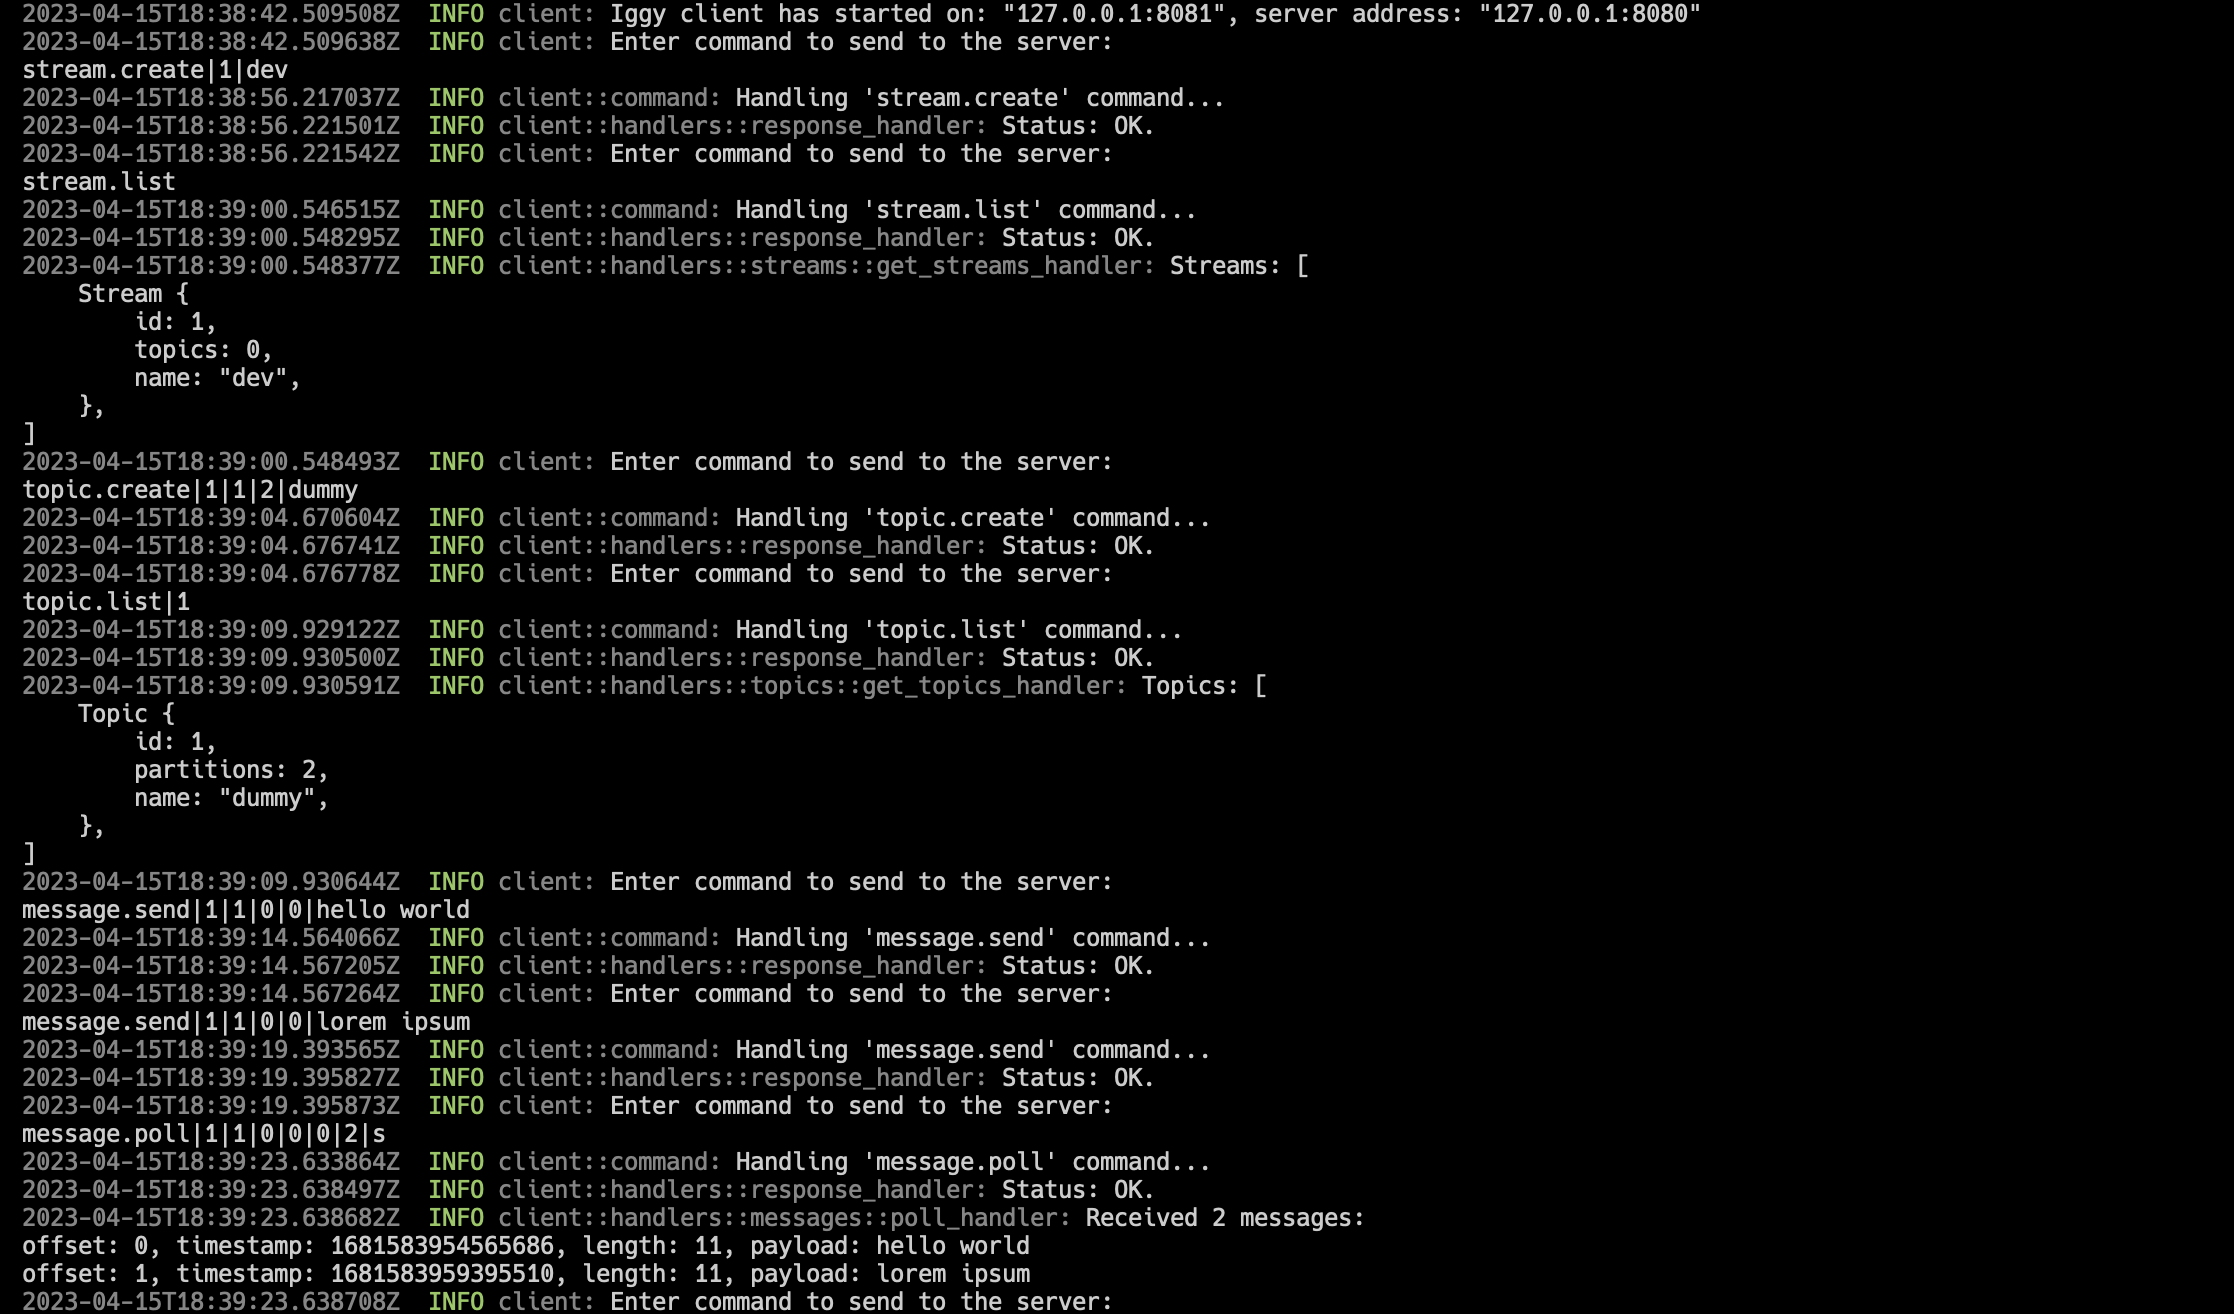 2023-04-15T18:38:42.509508Z  INFO client: Iggy client has started on: "127.0.0.1:8081", server address: "127.0.0.1:8080"
2023-04-15T18:38:42.509638Z  INFO client: Enter command to send to the server:
stream.create|1|dev
2023-04-15T18:38:56.217037Z  INFO client::command: Handling 'stream.create' command...
2023-04-15T18:38:56.221501Z  INFO client::handlers::response_handler: Status: OK.
2023-04-15T18:38:56.221542Z  INFO client: Enter command to send to the server:
stream.list
2023-04-15T18:39:00.546515Z  INFO client::command: Handling 'stream.list' command...
2023-04-15T18:39:00.548295Z  INFO client::handlers::response_handler: Status: OK.
2023-04-15T18:39:00.548377Z  INFO client::handlers::streams::get_streams_handler: Streams: [
    Stream {
        id: 1,
        topics: 0,
        name: "dev",
    },
]
2023-04-15T18:39:00.548493Z  INFO client: Enter command to send to the server:
topic.create|1|1|2|dummy
2023-04-15T18:39:04.670604Z  INFO client::command: Handling 'topic.create' command...
2023-04-15T18:39:04.676741Z  INFO client::handlers::response_handler: Status: OK.
2023-04-15T18:39:04.676778Z  INFO client: Enter command to send to the server:
topic.list|1
2023-04-15T18:39:09.929122Z  INFO client::command: Handling 'topic.list' command...
2023-04-15T18:39:09.930500Z  INFO client::handlers::response_handler: Status: OK.
2023-04-15T18:39:09.930591Z  INFO client::handlers::topics::get_topics_handler: Topics: [
    Topic {
        id: 1,
        partitions: 2,
        name: "dummy",
    },
]
2023-04-15T18:39:09.930644Z  INFO client: Enter command to send to the server:
message.send|1|1|0|0|hello world
2023-04-15T18:39:14.564066Z  INFO client::command: Handling 'message.send' command...
2023-04-15T18:39:14.567205Z  INFO client::handlers::response_handler: Status: OK.
2023-04-15T18:39:14.567264Z  INFO client: Enter command to send to the server:
message.send|1|1|0|0|lorem ipsum
2023-04-15T18:39:19.393565Z  INFO client::command: Handling 'message.send' command...
2023-04-15T18:39:19.395827Z  INFO client::handlers::response_handler: Status: OK.
2023-04-15T18:39:19.395873Z  INFO client: Enter command to send to the server:
message.poll|1|1|0|0|0|2|s
2023-04-15T18:39:23.633864Z  INFO client::command: Handling 'message.poll' command...
2023-04-15T18:39:23.638497Z  INFO client::handlers::response_handler: Status: OK.
2023-04-15T18:39:23.638682Z  INFO client::handlers::messages::poll_handler: Received 2 messages:
offset: 0, timestamp: 1681583954565686, length: 11, payload: hello world
offset: 1, timestamp: 1681583959395510, length: 11, payload: lorem ipsum
2023-04-15T18:39:23.638708Z  INFO client: Enter command to send to the server: